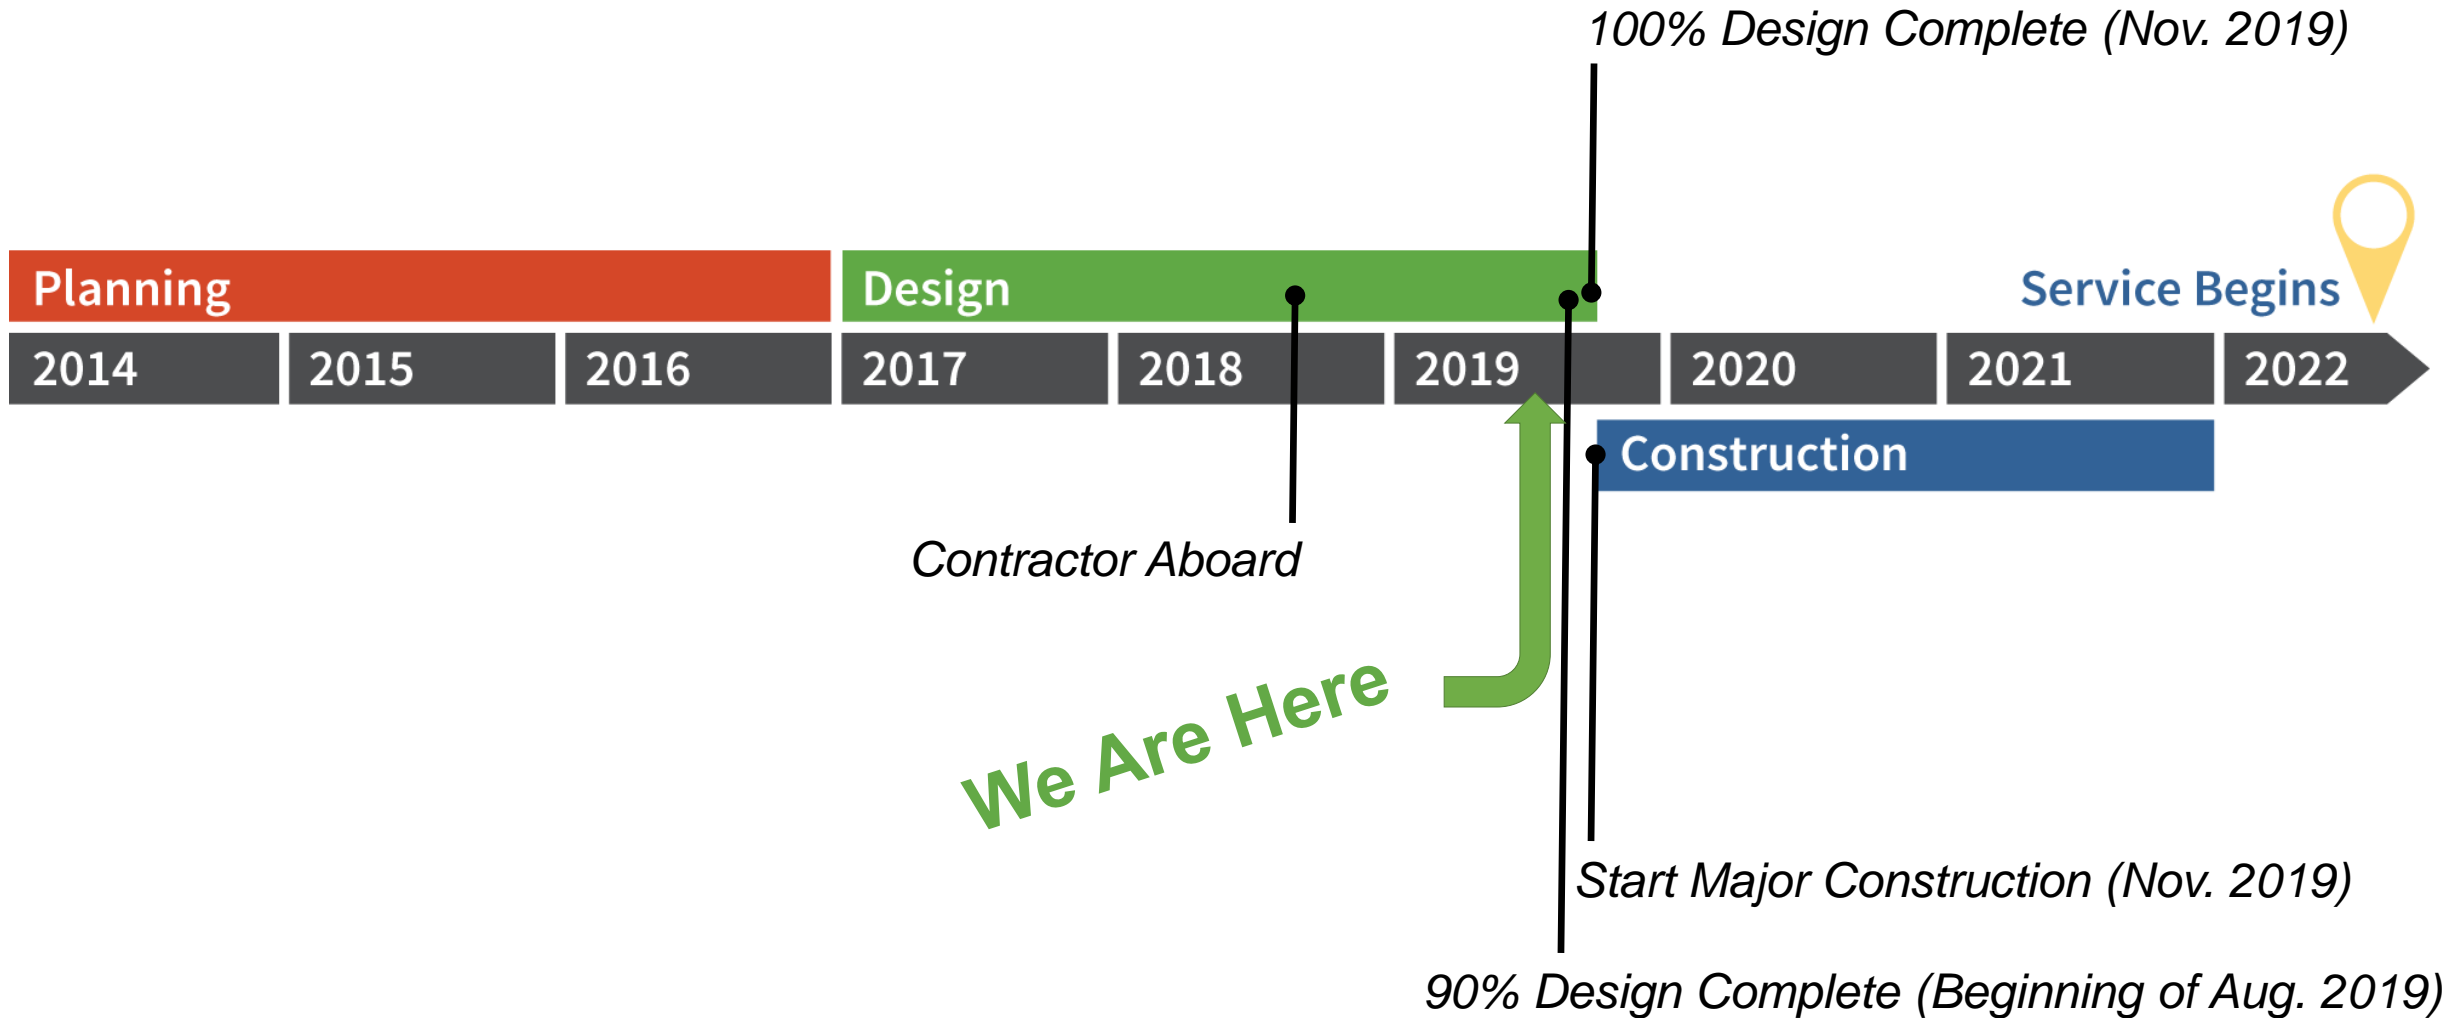 100% Design Complete (Nov. 2019)
Planning
Design
Service Begins
2014
2015
2016
2017
2018
2019
2020
2021
2022
Construction
Contractor Aboard
We Are Here
Start Major Construction (Nov. 2019)
90% Design Complete (Beginning of Aug. 2019)